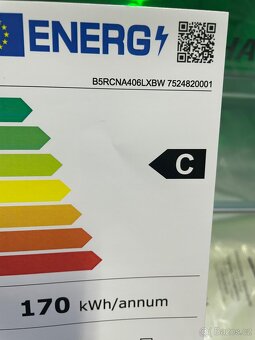 ENERG
B5RCNA406LXBW 7524820001
C
170 kWh/annum